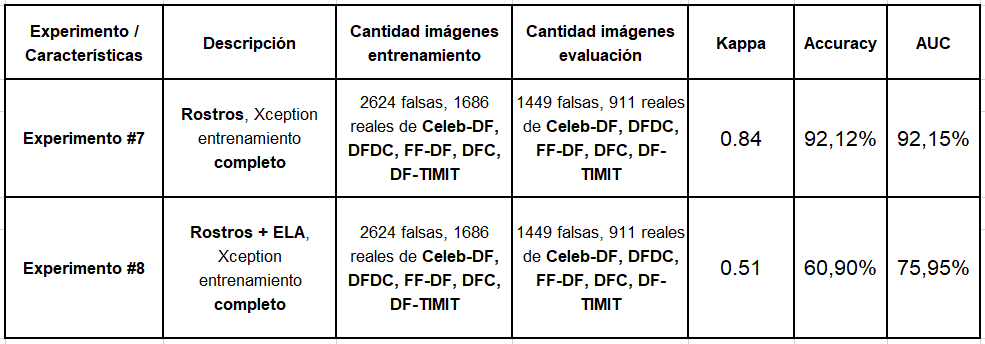 Experimento /
Características
Descripción
Cantidad imágenes
entrenamiento
Cantidad imágenes
evaluación
Kappa
Accuracy
AUC
Experimento #7
Rostros, Xception
entrenamiento
completo
2624 falsas, 1686
reales de Celeb-DF,
DFDC, FF-DF, DFC,
DF-TIMIT
1449 falsas, 911 reales
de Celeb-DF, DFDC,
FF-DF, DFC, DF-
TIMIT
0.84
92,12%
92,15%
Experimento #8
Rostros + ELA,
Xception
entrenamiento
completo
2624 falsas, 1686
reales de Celeb-DF,
DFDC, FF-DF, DFC,
DF-TIMIT
1449 falsas, 911 reales
de Celeb-DF, DFDC,
FF-DF, DFC, DF-
TIMIT
0.51
60,90%
75,95%